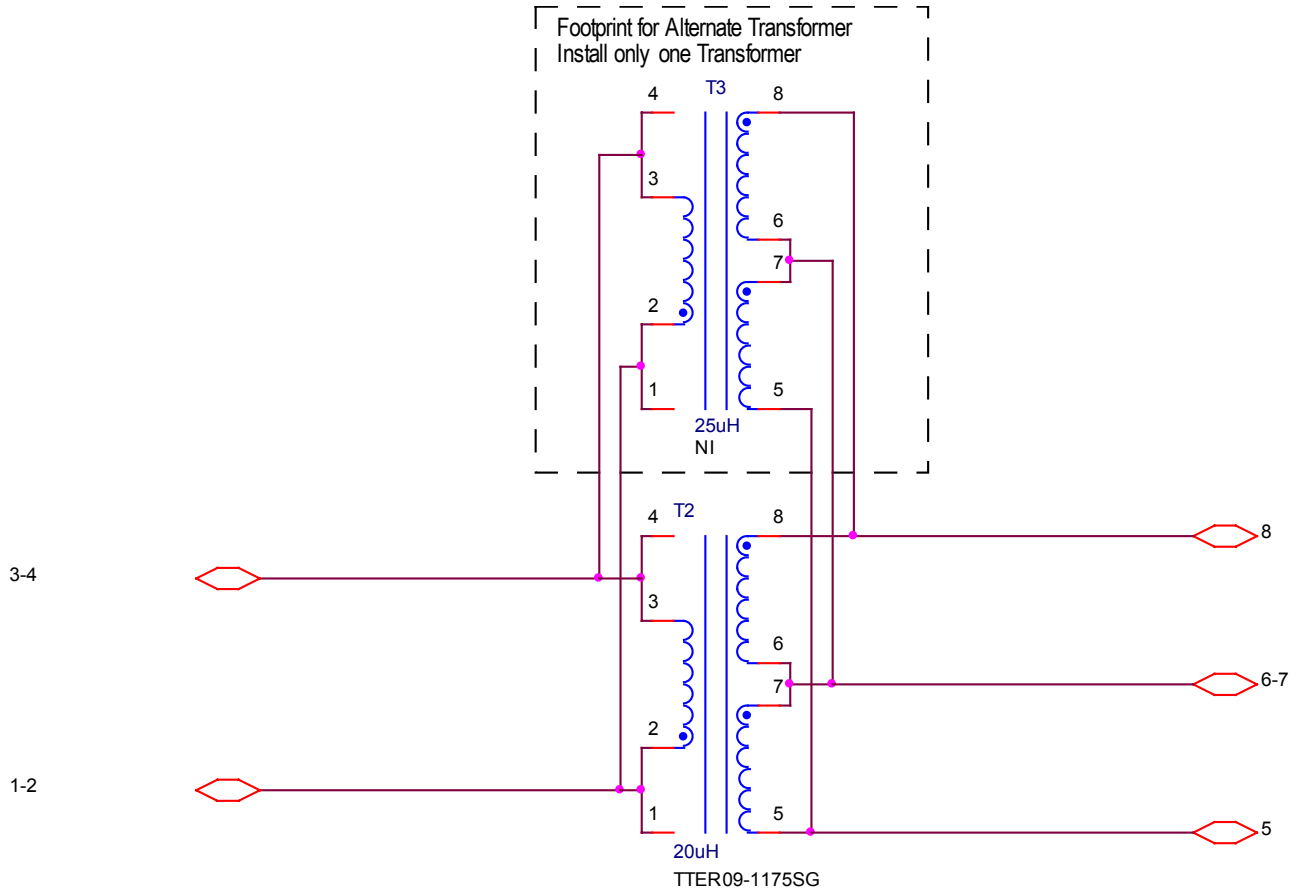 Footprint for Alternate Transformer
Install only one Transformer
T3
4
8
3
6
7
2
1
5
25uH
NI
T2
4
8
8
3-4
3
6
6-7
7
2
1-2
1
5
5
20uH
TTER09-1175SG